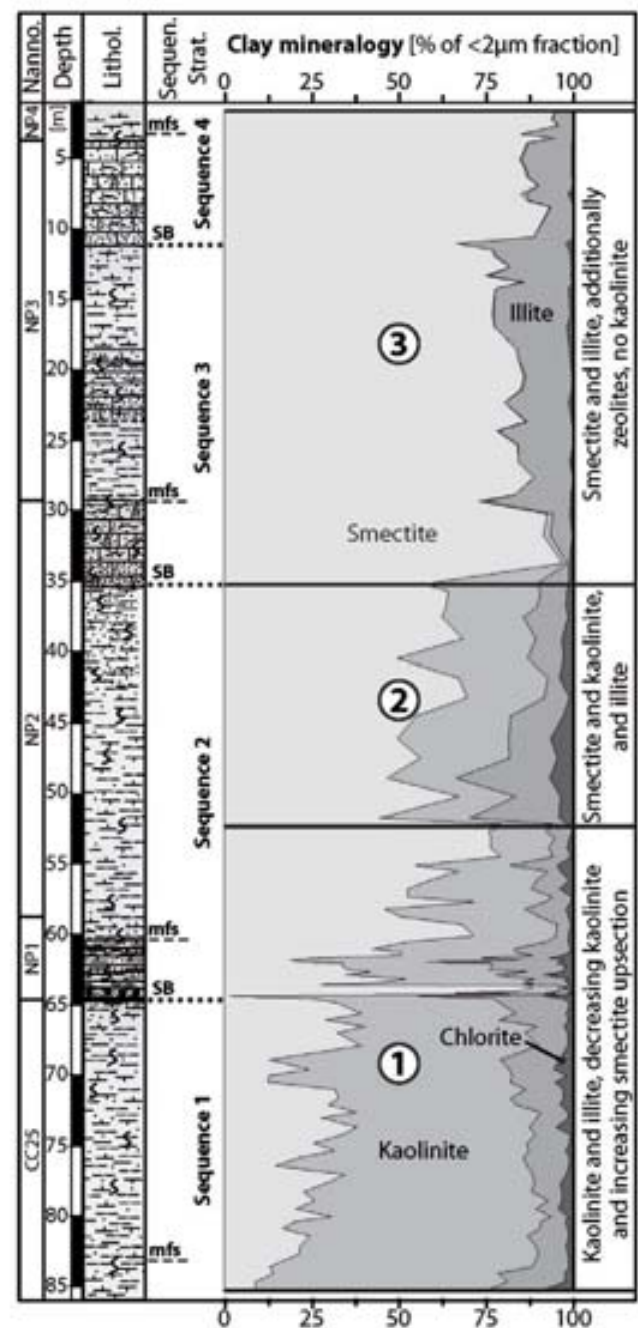 Nanno.
Depth
Lithol.
Sequen.
Strat.
Clay mineralogy [% of <2µm fraction]
0 25 50 75 100
NP4
NP3
NP2
NP1
CC25
[m]
5
10
15
20
25
30
35
40
45
50
55
60
65
70
75
80
85
mfs
SB
mfs
SB
mfs
SB
mfs
Sequence 4
Sequence 3
Sequence 2
Sequence 1
Illite
3
Smectite
2
Chlorite
1
Kaolinite
Smectite and illite, additionally
zeolites, no kaolinite
Smectite and kaolinite,
and illite
Kaolinite and illite, decreasing kaolinite
and increasing smectite upsection
0 25 50 75 100